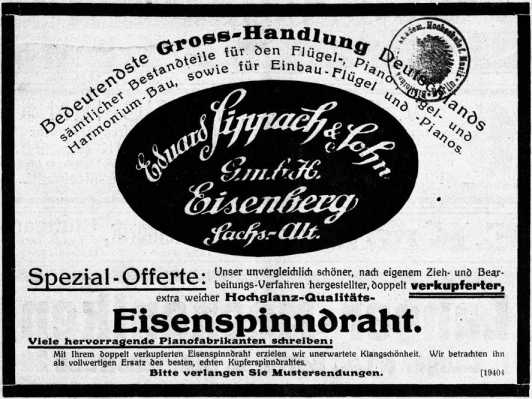 Bedeutendste Gross-Handlung Deutschlands
sämtlicher Bestandteile für den Flügel-, Piano-, Flügel- und
Harmonium-Bau, sowie für Einbau-Flügel und -Pianos.
Eduard Lippach & Sohn
G.m.b.H.
Eisenberg
Sachs.-Alt.
Spezial-Offerte: Unser unvergleichlich schöner, nach eigenem Zieh- und Bear-
beitungs-Verfahren hergestellter, doppelt verkupferter,
extra weicher Hochglanz-Qualitäts-
Eisenspinndraht.
Viele hervorragende Pianofabrikanten schreiben:
Mit Ihrem doppelt verkupferten Eisenspinndraht erzielen wir unerwartete Klangschönheit. Wir betrachten ihn
als vollwertigen Ersatz des besten, echten Kupferspinndrahtes.
Bitte verlangen Sie Mustersendungen. [19404